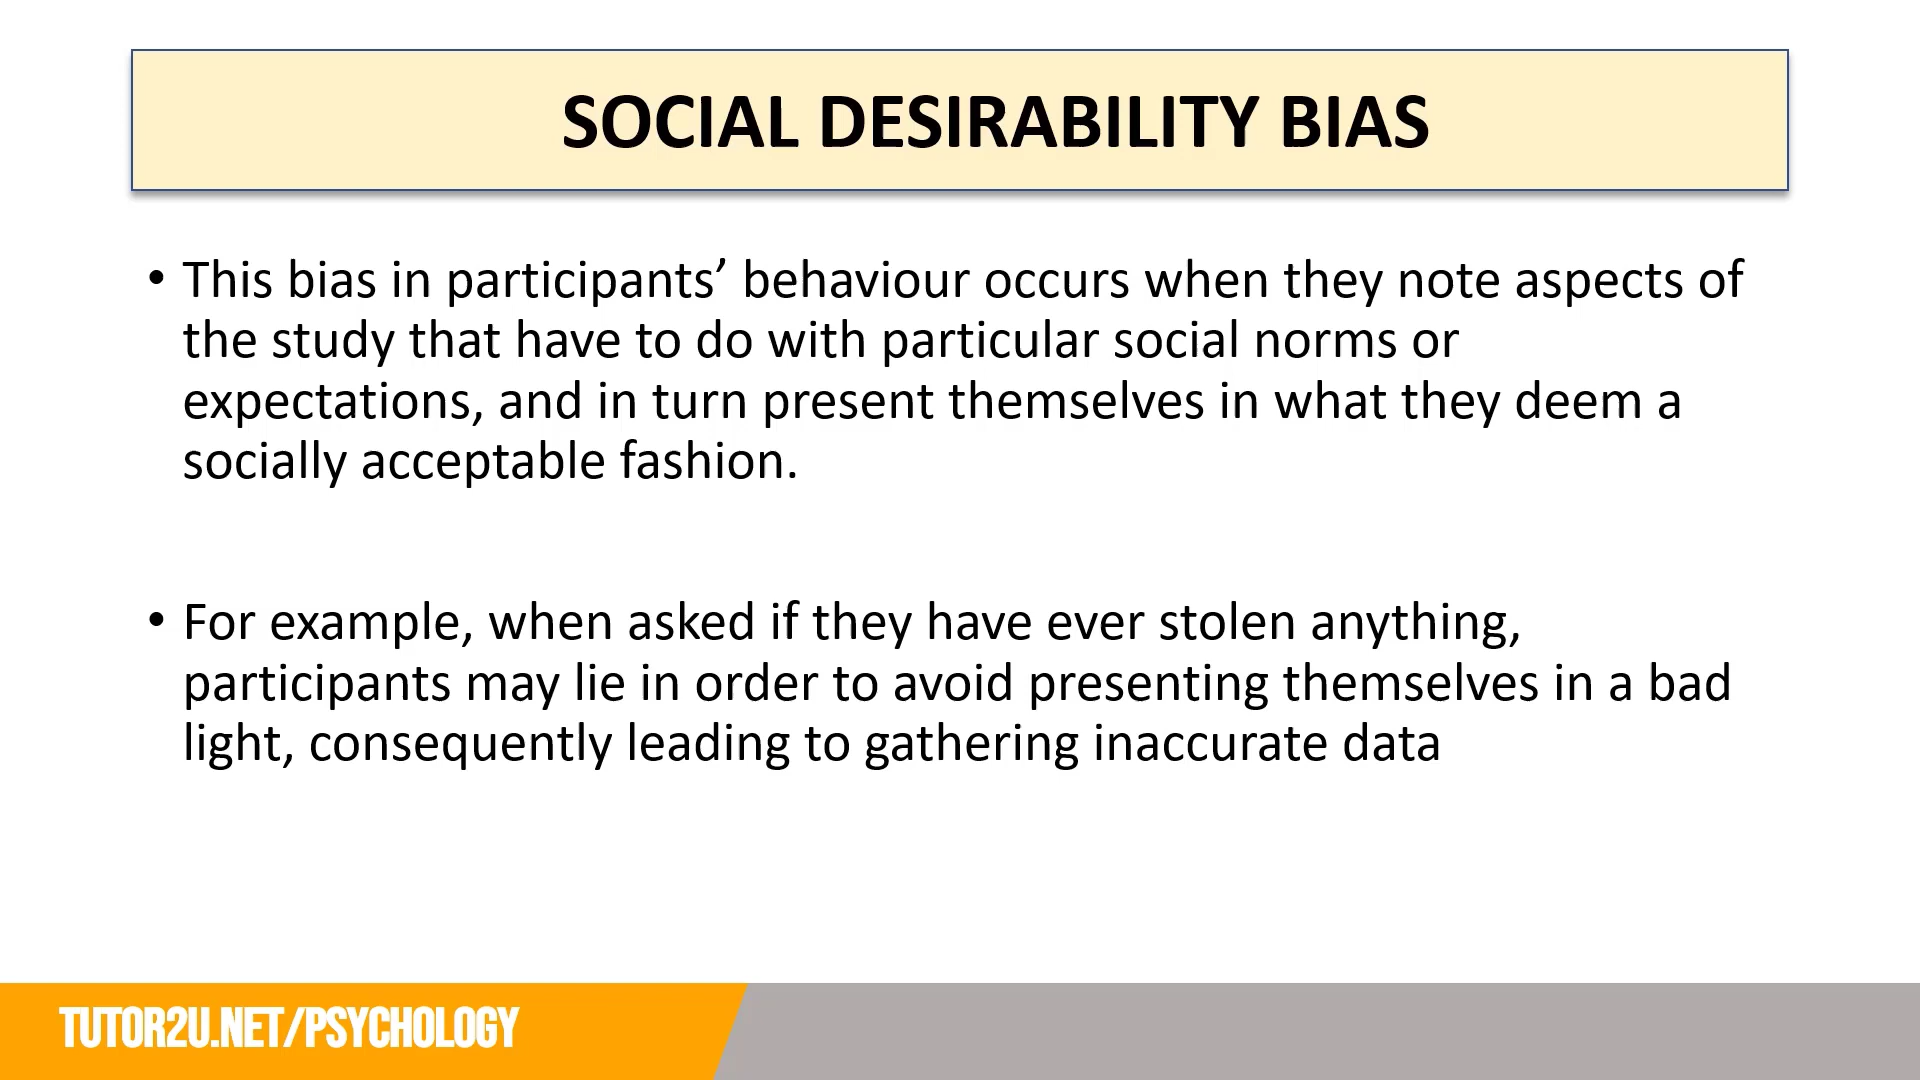 SOCIAL DESIRABILITY BIAS
• This bias in participants’ behaviour occurs when they note aspects of
the study that have to do with particular social norms or
expectations, and in turn present themselves in what they deem a
socially acceptable fashion.
• For example, when asked if they have ever stolen anything,
participants may lie in order to avoid presenting themselves in a bad
light, consequently leading to gathering inaccurate data
TUTOR2U.NET/PSYCHOLOGY